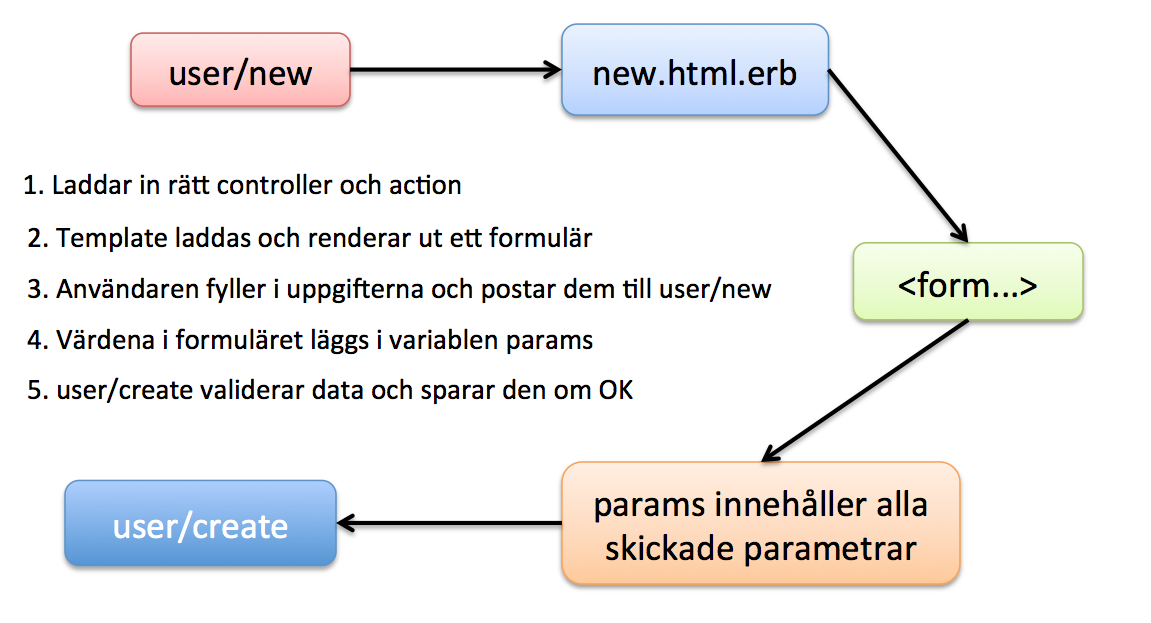 user/new
new.html.erb
1. Laddar in rätt controller och action
2. Template laddas och renderar ut ett formulär
3. Användaren fyller i uppgifterna och postar dem till user/new
4. Värdena i formuläret läggs i variablen params
5. user/create validerar data och sparar den om OK
<form...>
params innehåller alla
skickade parametrar
user/create